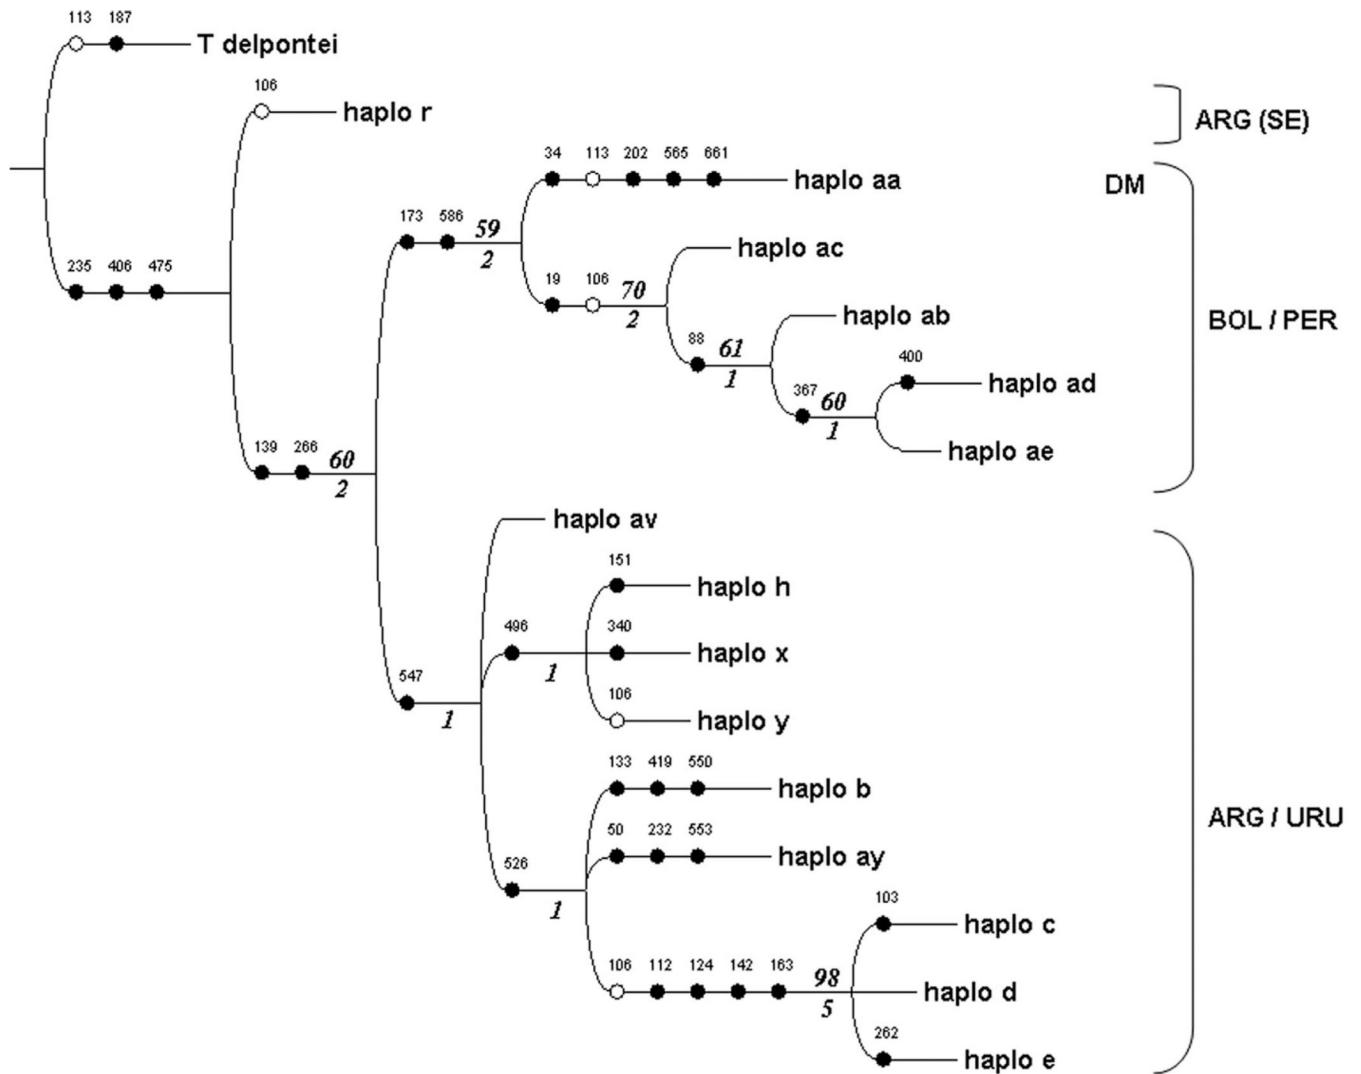 113 187
T delpontei
106
haplo r
ARG (SE)
34 113 202 565 661
haplo aa
DM
173 586 59
2
haplo ac
19 106 70
2
haplo ab
BOL / PER
235 406 475
88 61
1
400
haplo ad
367 60
1
haplo ae
139 266 60
2
haplo av
151
haplo h
496
1
340
haplo x
106
haplo y
547
1
133 419 550
haplo b
50 232 553
haplo ay
ARG / URU
526
1
103
haplo c
106 112 124 142 163 98
5
haplo d
262
haplo e